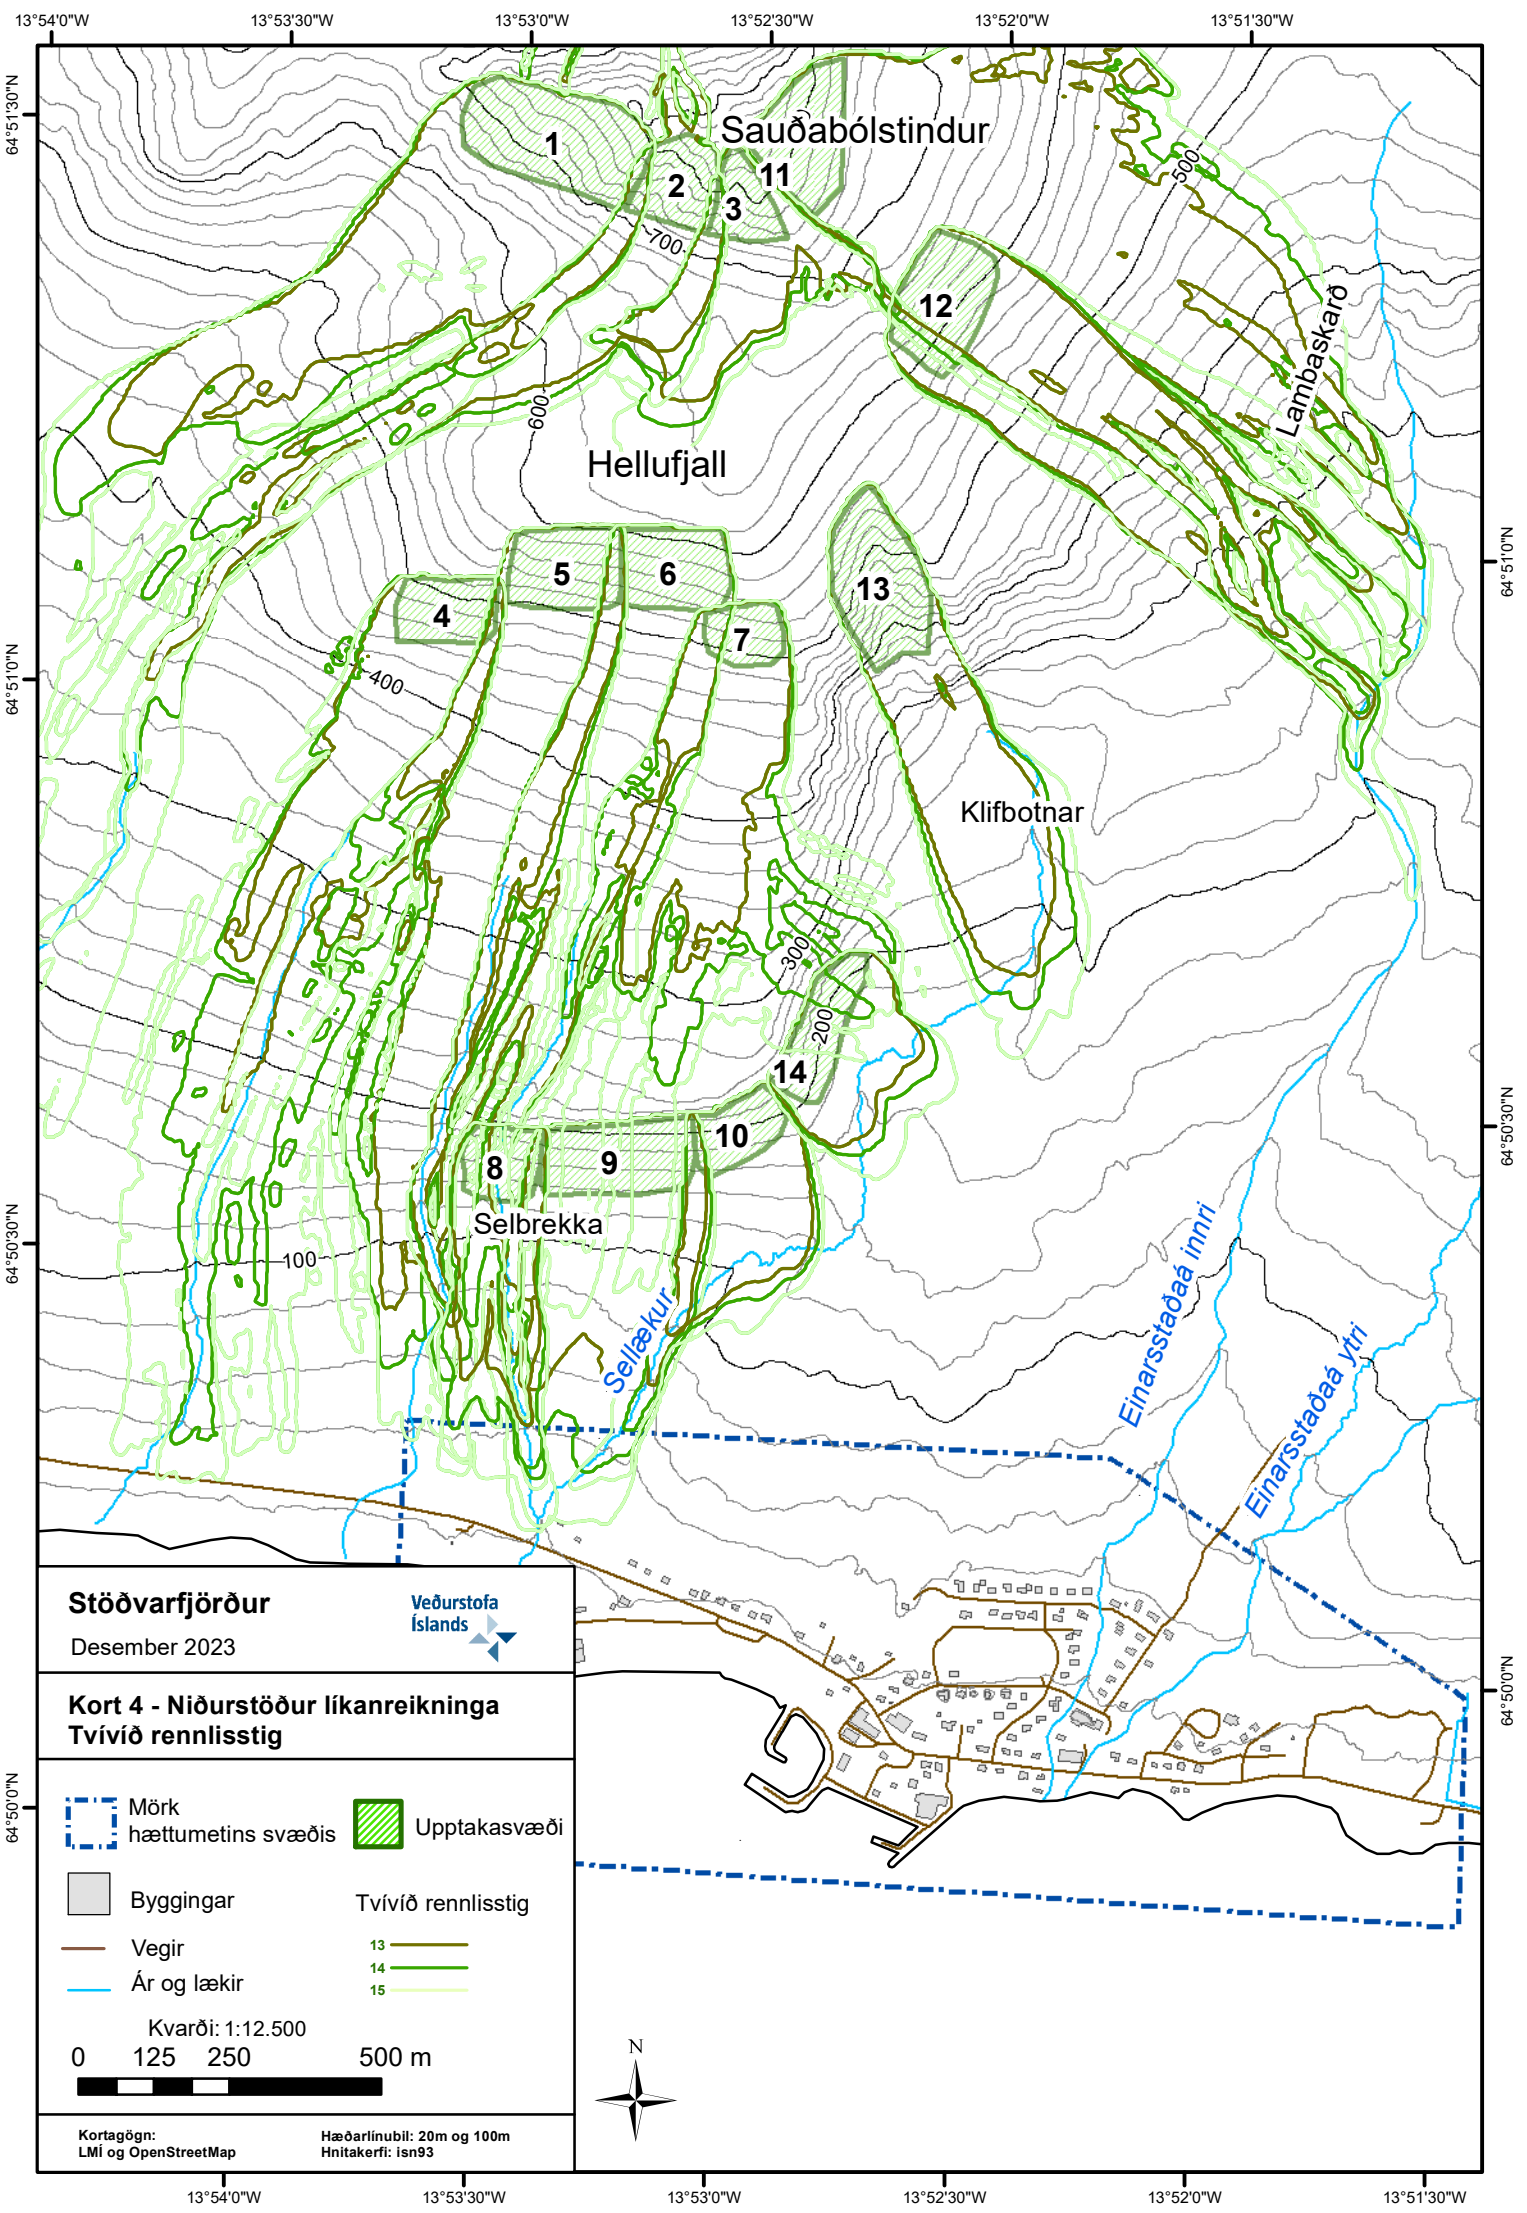 13°54'0"W 13°53'30"W 13°53'0"W 13°52'30"W 13°52'0"W 13°51'30"W
64°51'30"N
64°51'0"N
64°50'30"N
64°50'0"N
64°51'0"N
64°50'30"N
64°50'0"N
1
Sauðabólstindur
2
11
3
500
700
12
Lambaskarð
600
Hellufjall
5
6
13
4
7
400
Klifbotnar
300
200
14
10
8
9
Selbrekka
100
Sellækur
Einarsstaðaá innri
Einarsstaðaá ytri
Stöðvarfjörður
Desember 2023
Veðurstofa
Íslands
Kort 4 - Niðurstöður líkanreikninga
Tvívíð rennlisstig
Mörk
hættumetins svæðis
Upptakasvæði
Byggingar
Tvívíð rennlisstig
Vegir
13
14
Ár og lækir
15
Kvarði: 1:12.500
0 125 250 500 m
N
Kortagögn:
LMÍ og OpenStreetMap
Hæðarlínubil: 20m og 100m
Hnitakerfi: isn93
13°54'0"W 13°53'30"W 13°53'0"W 13°52'30"W 13°52'0"W 13°51'30"W